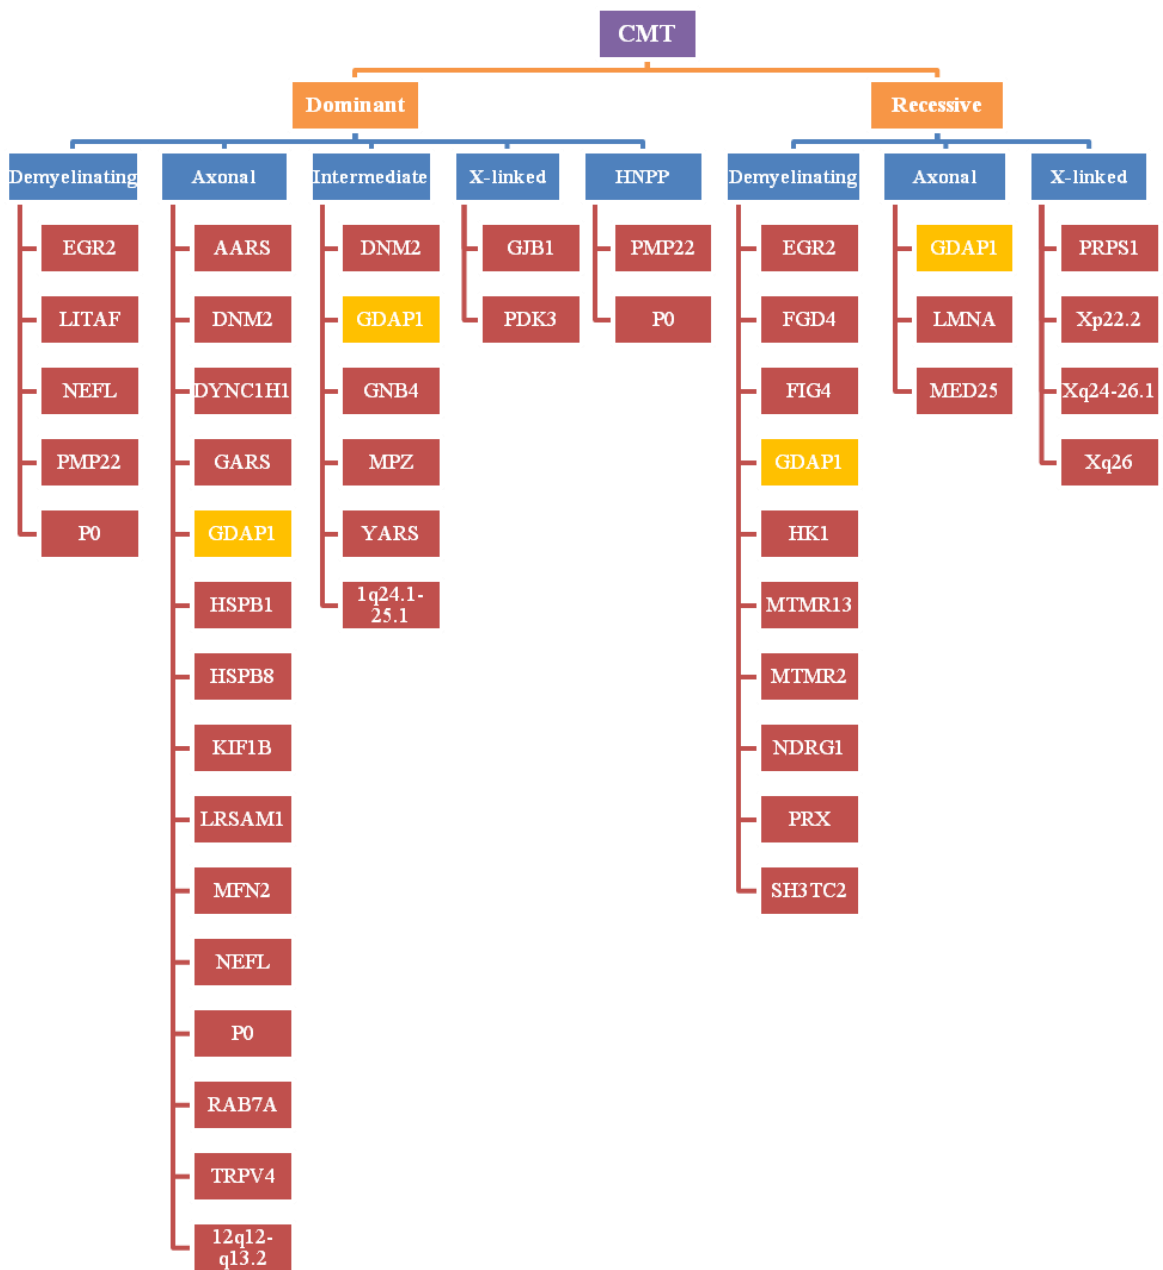 CMT
Dominant
Recessive
Demyelinating
Axonal
Intermediate
X-linked
HNPP
Demyelinating
Axonal
X-linked
EGR2
LITAF
NEFL
PMP22
P0
AARS
DNM2
DYNC1H1
GARS
GDAP1
HSPB1
HSPB8
KIF1B
LRSAM1
MFN2
NEFL
P0
RAB7A
TRPV4
12q12-
q13.2
DNM2
GDAP1
GNB4
MPZ
YARS
1q24.1-
25.1
GJB1
PDK3
PMP22
P0
EGR2
FGD4
FIG4
GDAP1
HK1
MTMR13
MTMR2
NDRG1
PRX
SH3TC2
GDAP1
LMNA
MED25
PRPS1
Xp22.2
Xq24-26.1
Xq26